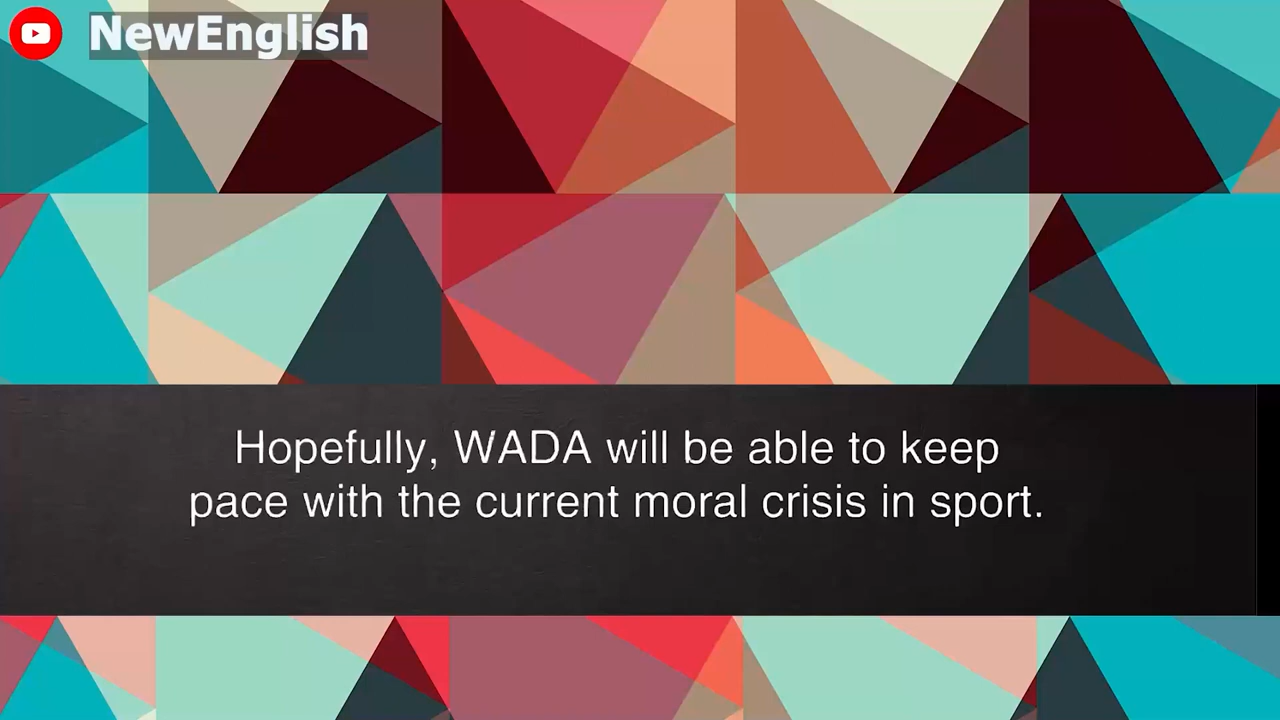 NewEnglish
Hopefully, WADA will be able to keep
pace with the current moral crisis in sport.